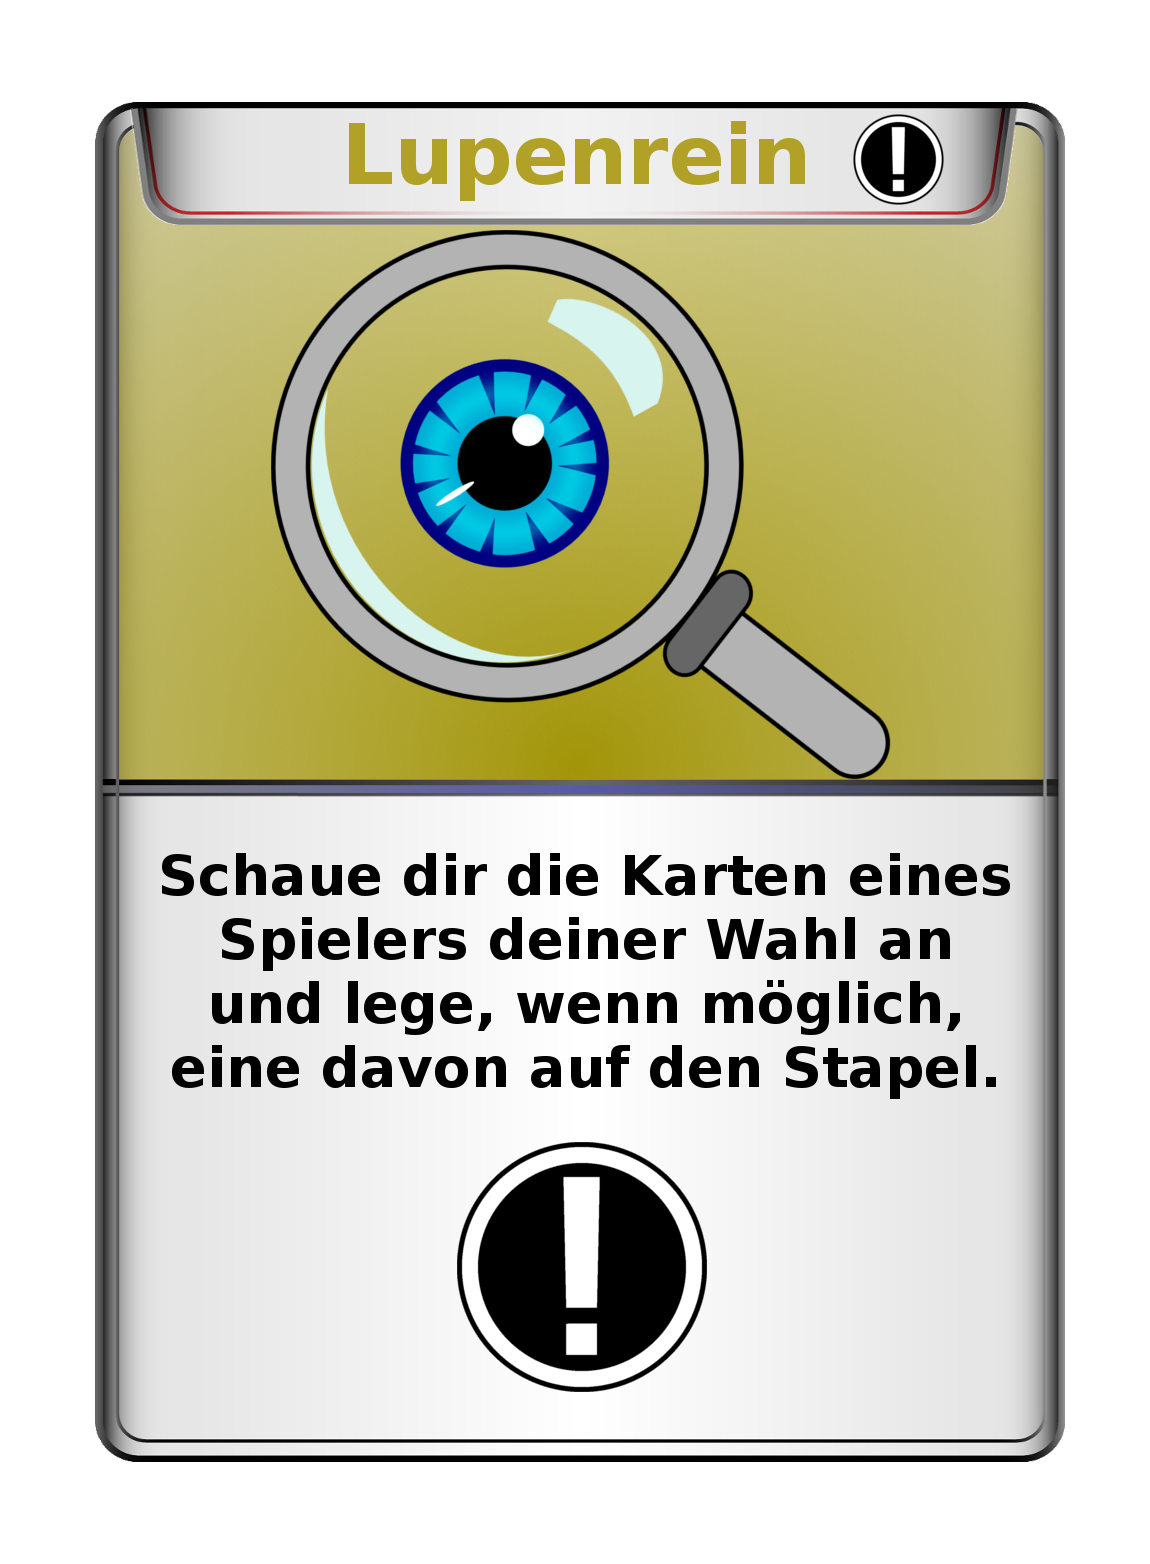 Lupenrein !
Schaue dir die Karten eines
Spielers deiner Wahl an
und lege, wenn möglich,
eine davon auf den Stapel.
!